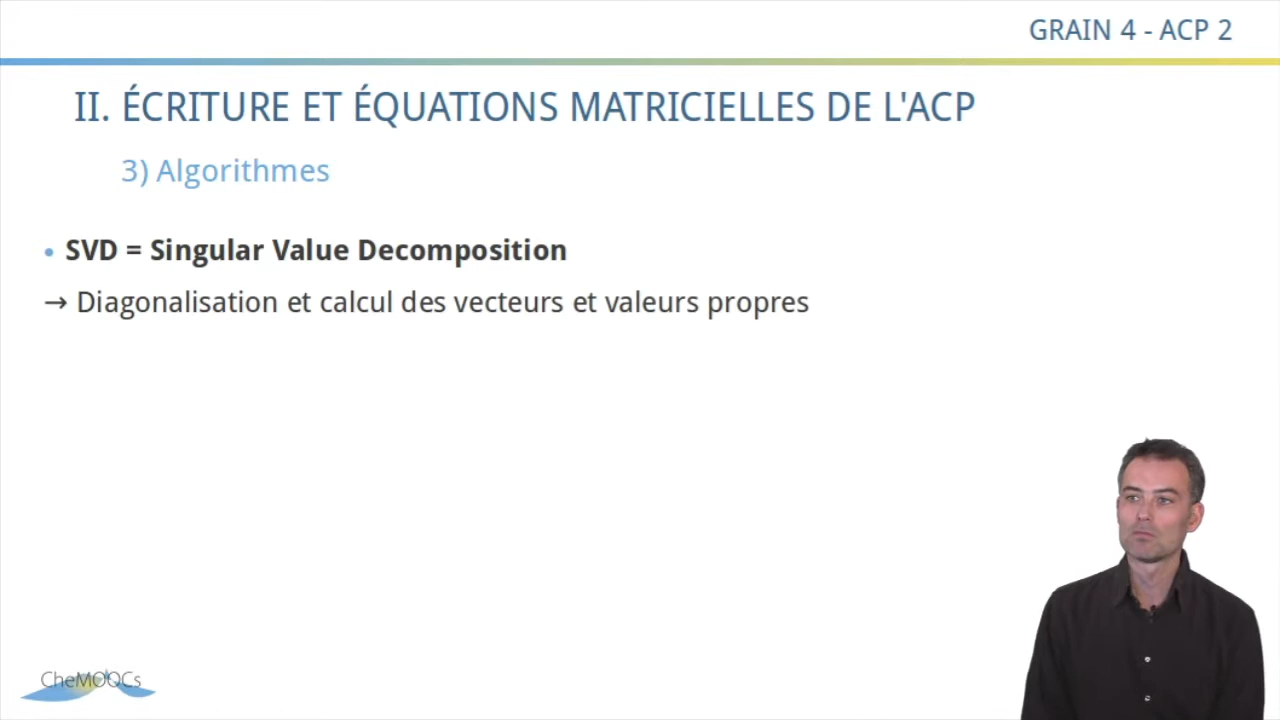 GRAIN 4 - ACP 2
II. ÉCRITURE ET ÉQUATIONS MATRICIELLES DE L'ACP
3) Algorithmes
• SVD = Singular Value Decomposition
→ Diagonalisation et calcul des vecteurs et valeurs propres
CheMOOCs